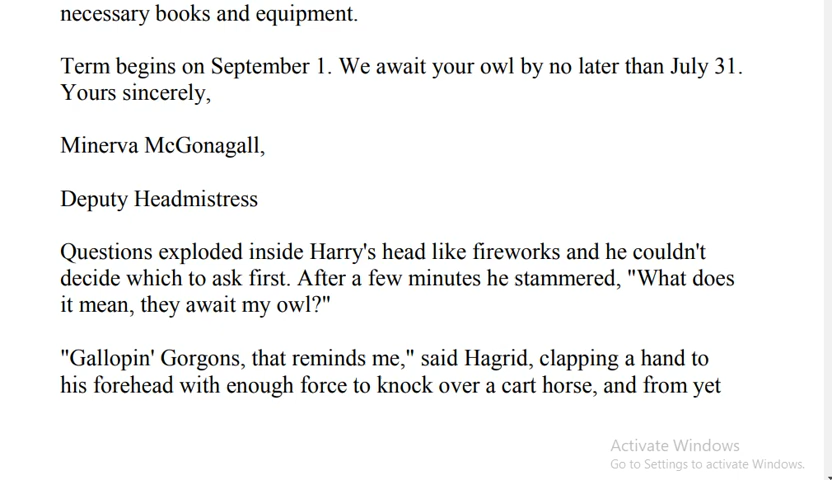 necessary books and equipment.
Term begins on September 1. We await your owl by no later than July 31.
Yours sincerely,
Minerva McGonagall,
Deputy Headmistress
Questions exploded inside Harry's head like fireworks and he couldn't
decide which to ask first. After a few minutes he stammered, "What does
it mean, they await my owl?"
"Gallopin' Gorgons, that reminds me," said Hagrid, clapping a hand to
his forehead with enough force to knock over a cart horse, and from yet
Activate Windows
Go to Settings to activate Windows.